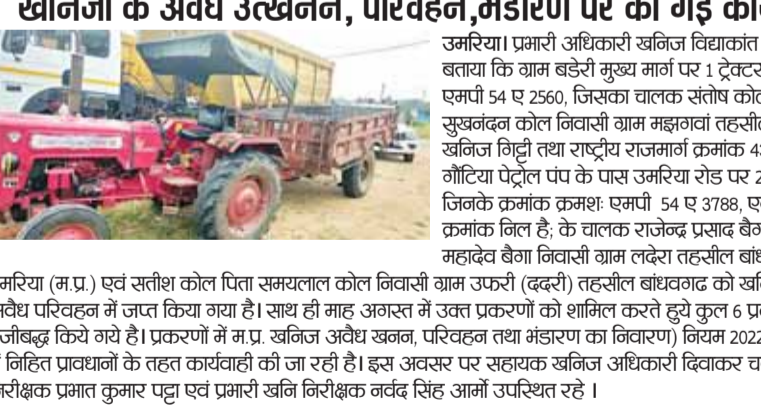 खनिजों के अवैध उत्खनन, परिवहन,भंडारण पर की गई
उमरिया। प्रभारी अधिकारी खनिज विद्याकांत
बताया कि ग्राम बडेरी मुख्य मार्ग पर 1 ट्रेक्टर
एमपी 54 ए 2560, जिसका चालक संतोष कोल
सुखनंदन कोल निवासी ग्राम मझगवां तहसील
खनिज गिट्टी तथा राष्ट्रीय राजमार्ग क्रमांक 43
गौंटिया पेट्रोल पंप के पास उमरिया रोड पर 2
जिनके क्रमांक क्रमशः एमपी 54 ए 3788, एवं
क्रमांक निल है; के चालक राजेन्द्र प्रसाद बैगा
महादेव बैगा निवासी ग्राम लदेरा तहसील
मरिया (म.प्र.) एवं सतीश कोल पिता समयलाल कोल निवासी ग्राम उफरी (ददरी) तहसील बांधवगढ को
अवैध परिवहन में जप्त किया गया है। साथ ही माह अगस्त में उक्त प्रकरणों को शामिल करते हुये कुल 6
जीबद्ध किये गये है। प्रकरणों में म.प्र. खनिज अवैध खनन, परिवहन तथा भंडारण का निवारण) नियम 2022
निहित प्रावधानों के तहत कार्यवाही की जा रही है। इस अवसर पर सहायक खनिज अधिकारी दिवाकर
निरीक्षक प्रभात कुमार पट्टा एवं प्रभारी खनि निरीक्षक नर्वद सिंह आर्मो उपस्थित रहे ।